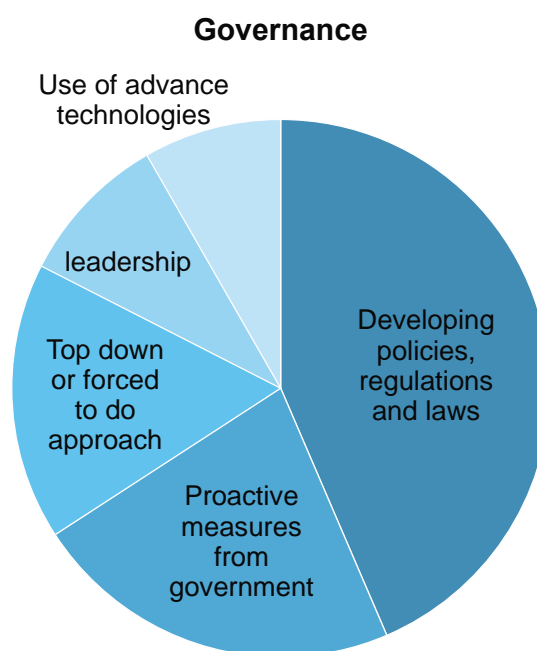 Governance
Use of advance
technologies
leadership
Developing
policies,
regulations
and laws
Top down
or forced
to do
approach
Proactive
measures
from
government